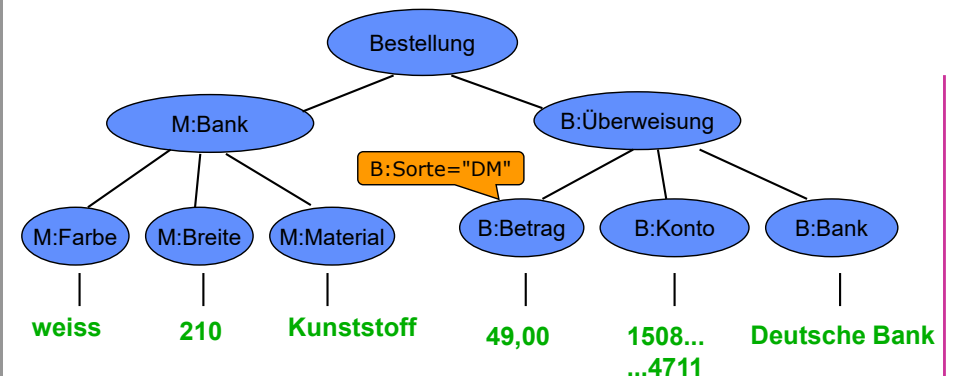 Bestellung
M:Bank
B:Überweisung
B:Sorte="DM"
M:Farbe
M:Breite
M:Material
B:Betrag
B:Konto
B:Bank
weiss
210
Kunststoff
49,00
1508...
...4711
Deutsche Bank